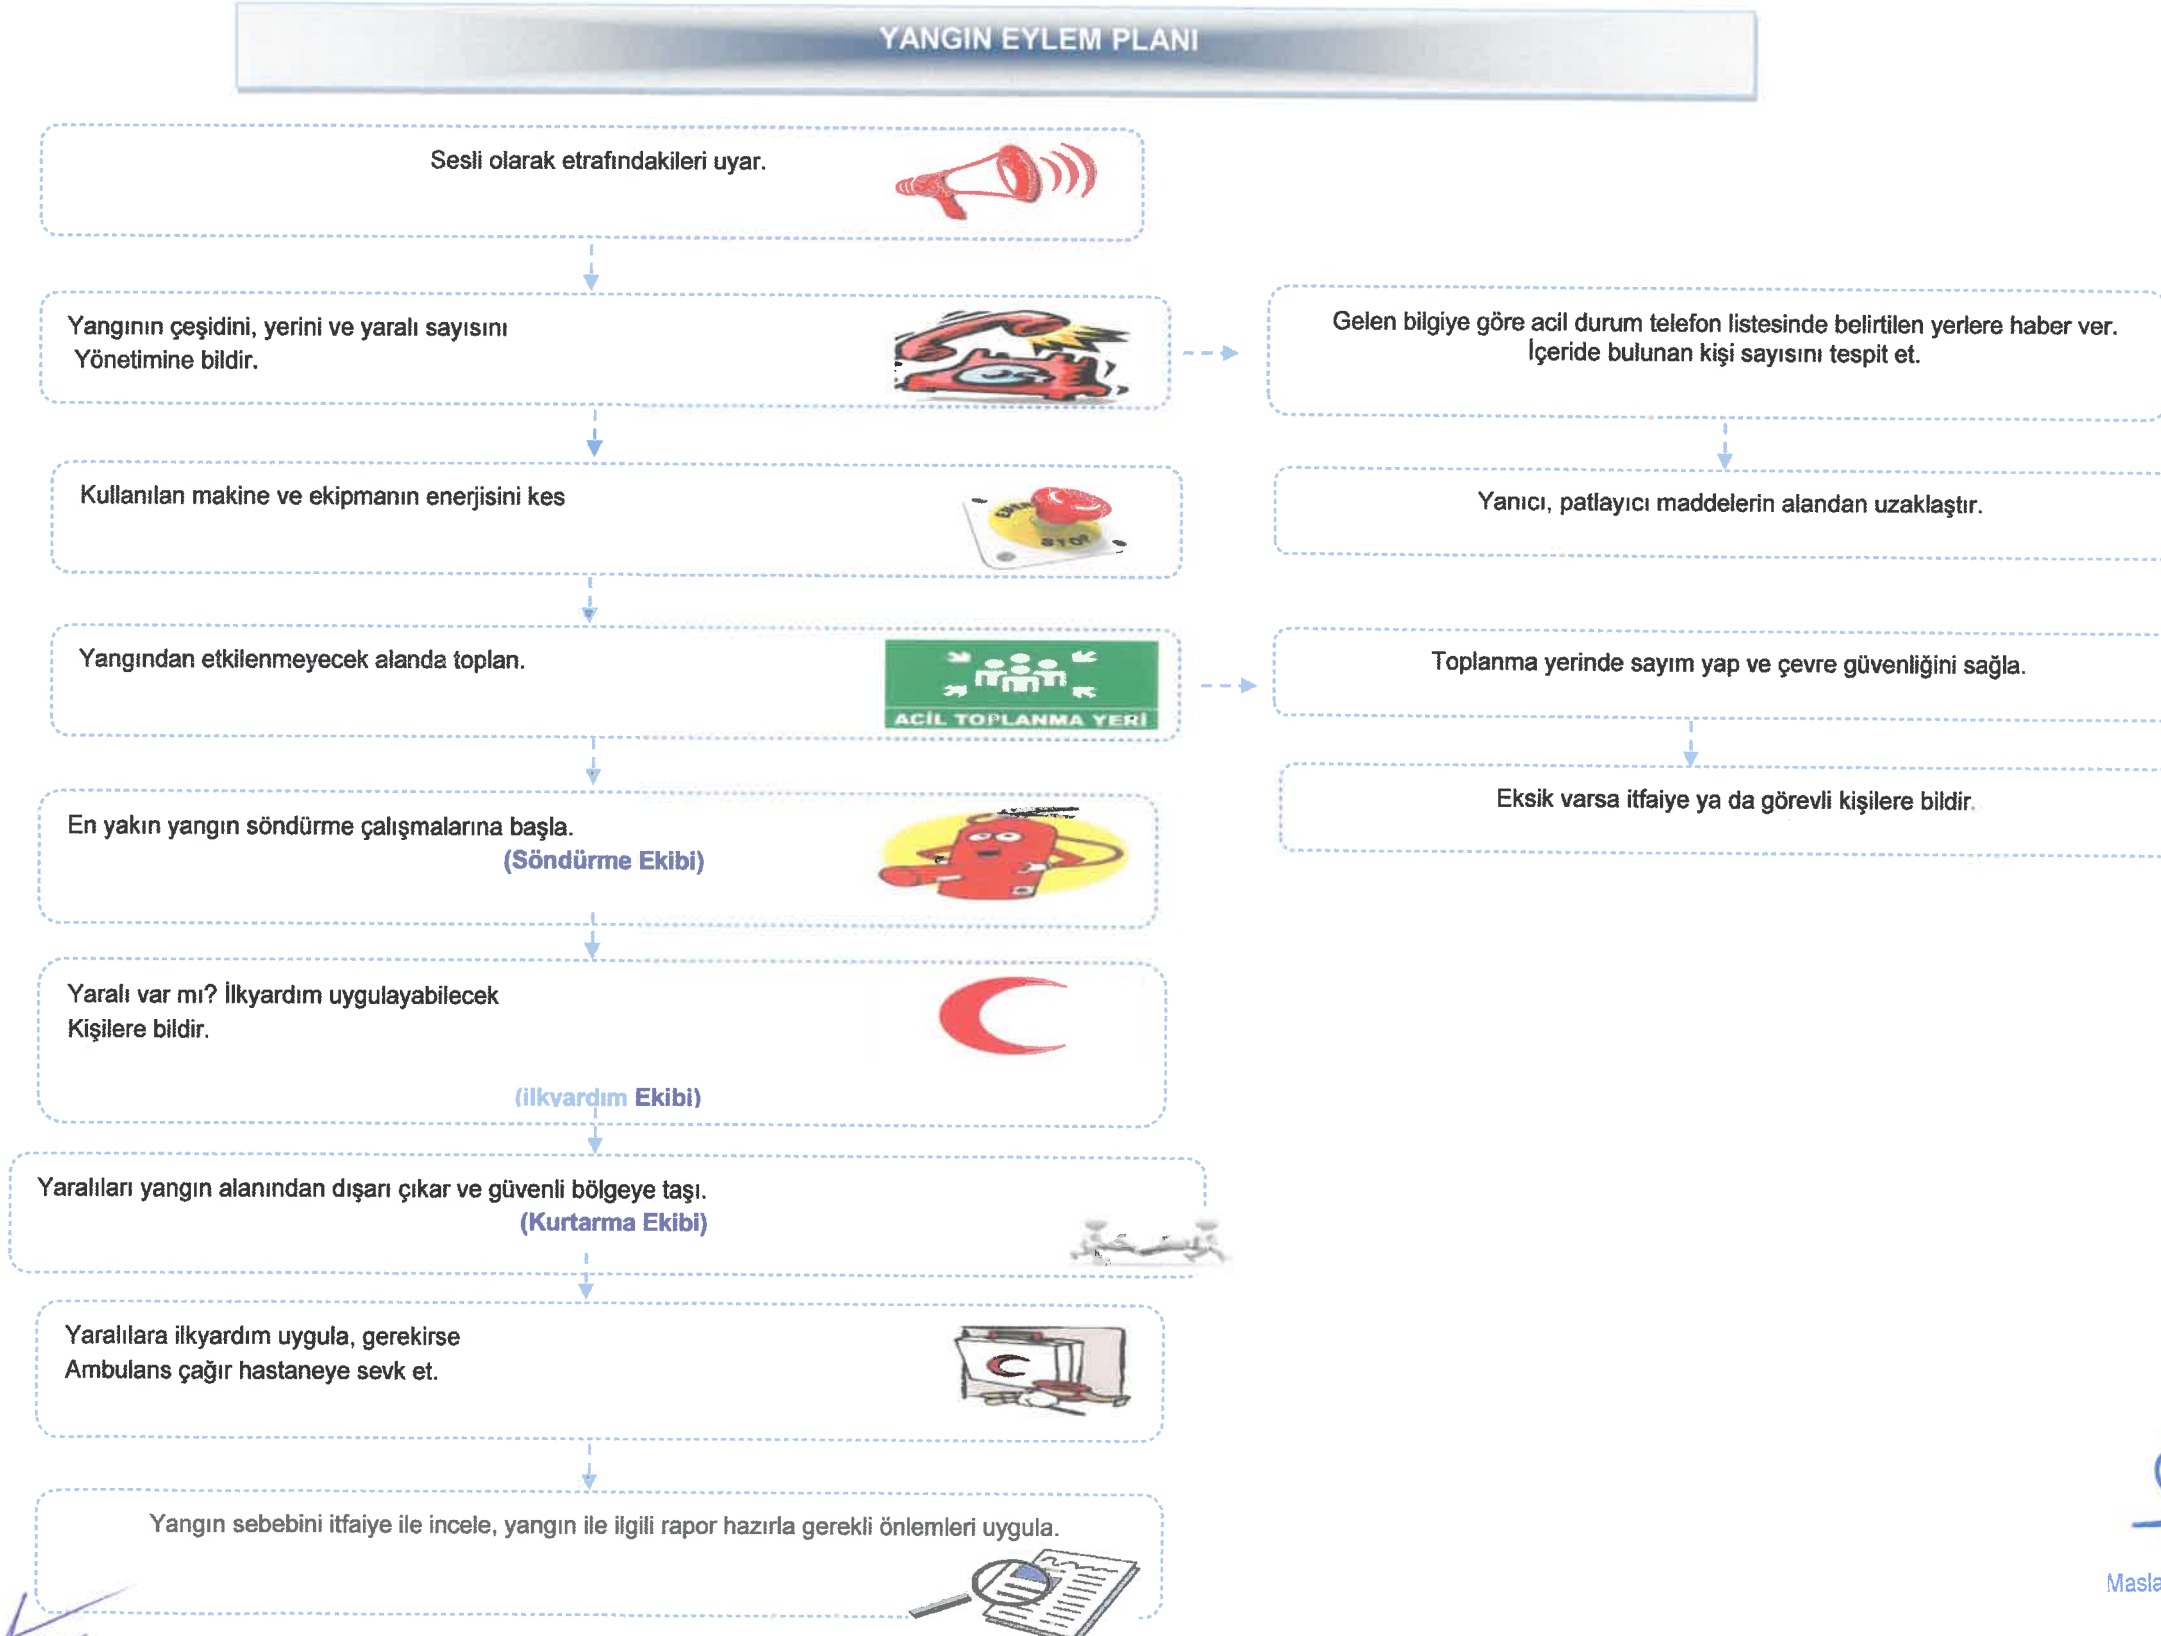 YANGIN EYLEM PLANI
Sesli olarak etrafındakileri uyar.
Yangının çeşidini, yerini ve yaralı sayısını
Yönetimine bildir.
Gelen bilgiye göre acil durum telefon listesinde belirtilen yerlere haber ver.
İçeride bulunan kişi sayısını tespit et.
Kullanılan makine ve ekipmanın enerjisini kes
STOP
Yanıcı, patlayıcı maddelerin alandan uzaklaştır.
Yangından etkilenmeyecek alanda toplan.
ACİL TOPLANMA YERİ
Toplanma yerinde sayım yap ve çevre güvenliğini sağla.
Eksik varsa itfaiye ya da görevli kişilere bildir.
En yakın yangın söndürme çalışmalarına başla.
(Söndürme Ekibi)
Yaralı var mı? İlkyardım uygulayabilecek
Kişilere bildir.
(ilkyardım Ekibi)
Yaralıları yangın alanından dışarı çıkar ve güvenli bölgeye taşı.
(Kurtarma Ekibi)
Yaralılara ilkyardım uygula, gerekirse
Ambulans çağır hastaneye sevk et.
Yangın sebebini itfaiye ile incele, yangın ile ilgili rapor hazırla gerekli önlemleri uygula.
Masla